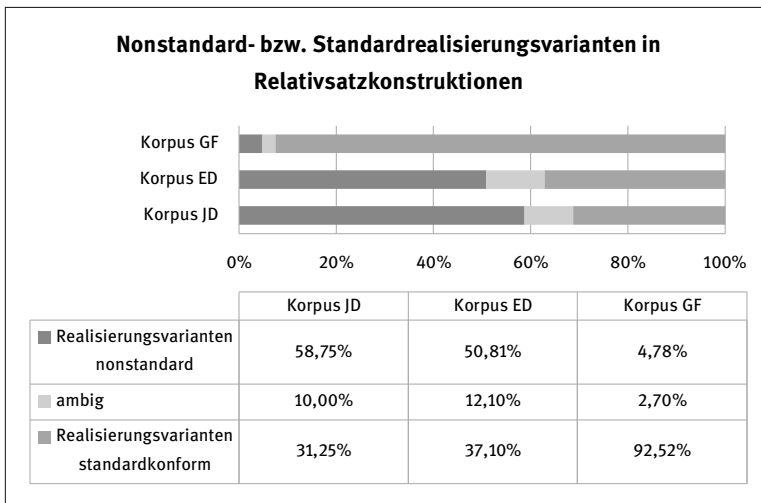 Nonstandard- bzw. Standardrealisierungsvarianten in
Relativsatzkonstruktionen
Korpus GF
Korpus ED
Korpus JD
0% 20% 40% 60% 80% 100%
Korpus JD Korpus ED Korpus GF
Realisierungsvarianten
nonstandard 58,75% 50,81% 4,78%
ambig 10,00% 12,10% 2,70%
Realisierungsvarianten
standardkonform 31,25% 37,10% 92,52%